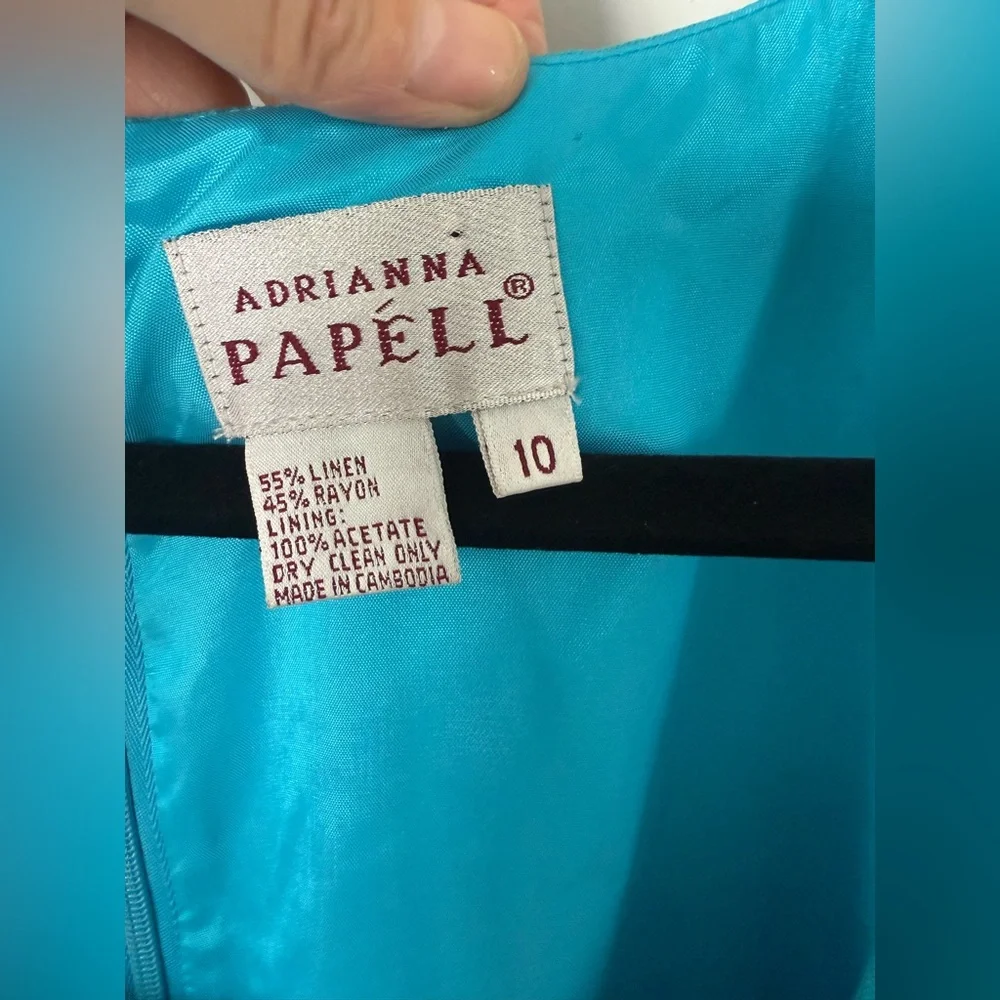 ADRIANNA
PAPÉLL®
10
55% LINEN
45% RAYON
LINING:
100% ACETATE
DRY CLEAN ONLY
MADE IN CAMBODIA